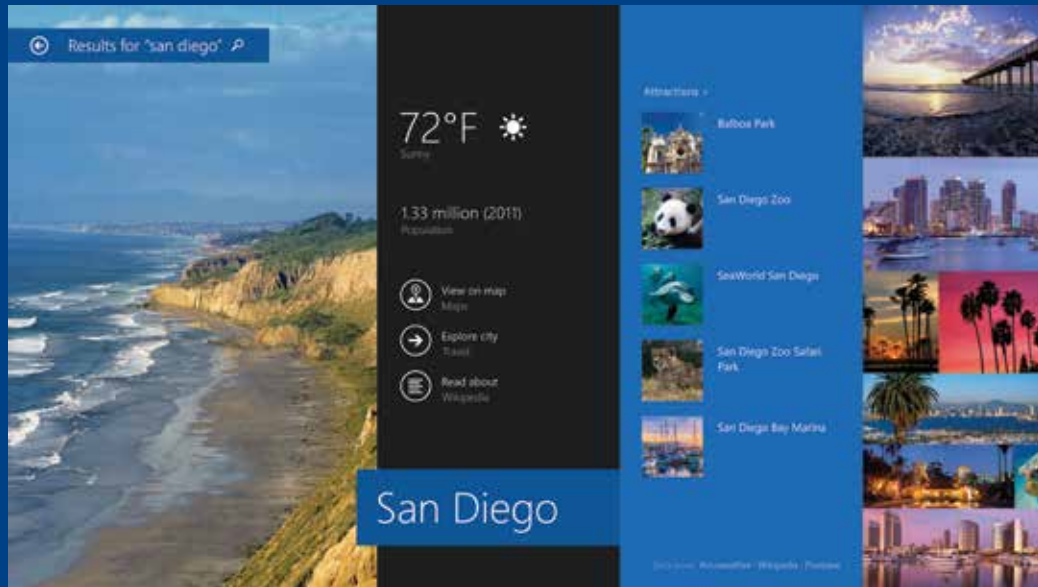 Results for "san diego"
72°F
Sunny
1.33 million (2011)
Population
View on map
Maps
Explore city
Travel
Read about
Wikipedia
San Diego
Attractions
Balboa Park
San Diego Zoo
SeaWorld San Diego
San Diego Zoo Safari
Park
San Diego Bay Marina
Wikipedia